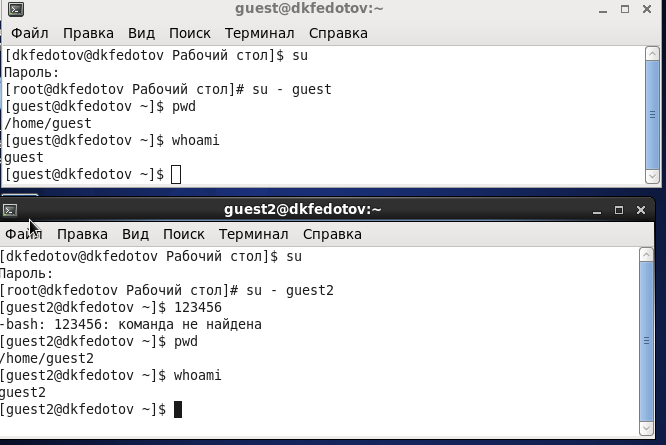 guest@dkfedotov:~
Файл Правка Вид Поиск Терминал Справка
[dkfedotov@dkfedotov Рабочий стол]$ su
Пароль:
[root@dkfedotov Рабочий стол]# su - guest
[guest@dkfedotov ~]$ pwd
/home/guest
[guest@dkfedotov ~]$ whoami
guest
[guest@dkfedotov ~]$
guest2@dkfedotov:~
Файл Правка Вид Поиск Терминал Справка
[dkfedotov@dkfedotov Рабочий стол]$ su
Пароль:
[root@dkfedotov Рабочий стол]# su - guest2
[guest2@dkfedotov ~]$ 123456
-bash: 123456: команда не найдена
[guest2@dkfedotov ~]$ pwd
/home/guest2
[guest2@dkfedotov ~]$ whoami
guest2
[guest2@dkfedotov ~]$